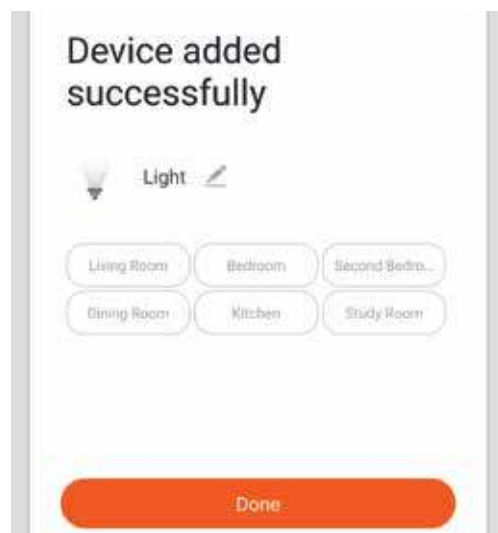 Device added
successfully
Light
Living Room Bedroom Second Bedro...
Dining Room Kitchen Study Room
Done